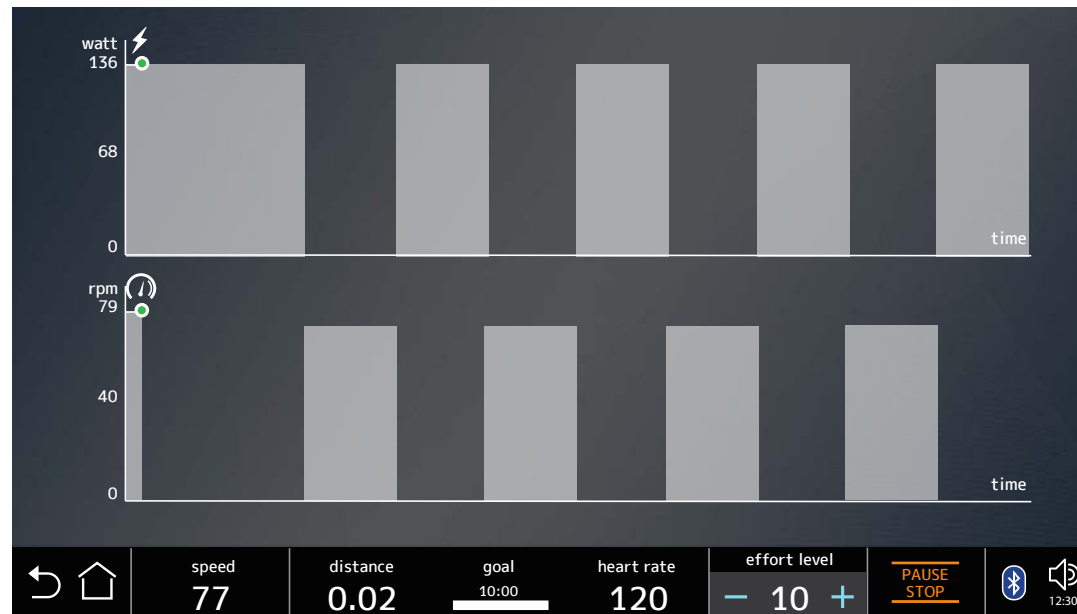 watt
136
68
0
time
rpm
79
40
0
time
speed
77
distance
0.02
goal
10:00
heart rate
120
effort level
− 10 +
PAUSE
STOP
12:30